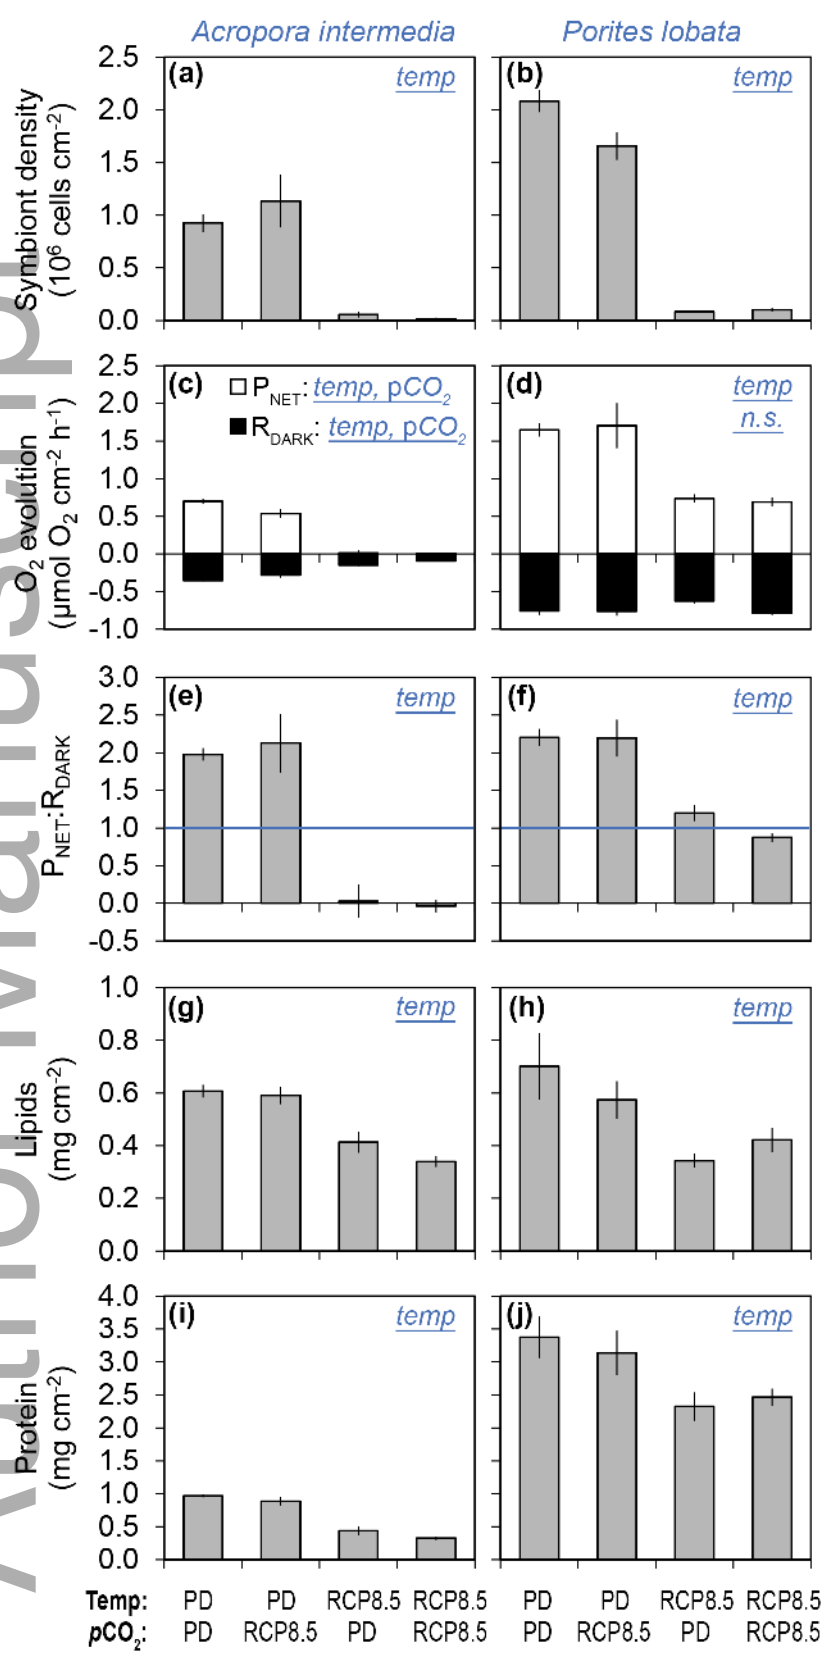 Acropora intermedia Porites lobata
Symbiont density
(10⁶ cells cm⁻²)
2.5
2.0
1.5
1.0
0.5
0.0
(a) temp
(b) temp
O₂ evolution
(µmol O₂ cm⁻² h⁻¹)
2.5
2.0
1.5
1.0
0.5
0.0
-0.5
-1.0
(c)
P_NET: temp, pCO₂
R_DARK: temp, pCO₂
(d) temp
n.s.
P_NET:R_DARK
3.0
2.5
2.0
1.5
1.0
0.5
0.0
-0.5
(e) temp
(f) temp
Lipids
(mg cm⁻²)
1.0
0.8
0.6
0.4
0.2
0.0
(g) temp
(h) temp
Protein
(mg cm⁻²)
4.0
3.5
3.0
2.5
2.0
1.5
1.0
0.5
0.0
(i) temp
(j) temp
Temp: PD PD RCP8.5 RCP8.5 PD PD RCP8.5 RCP8.5
pCO₂: PD RCP8.5 PD RCP8.5 PD RCP8.5 PD RCP8.5